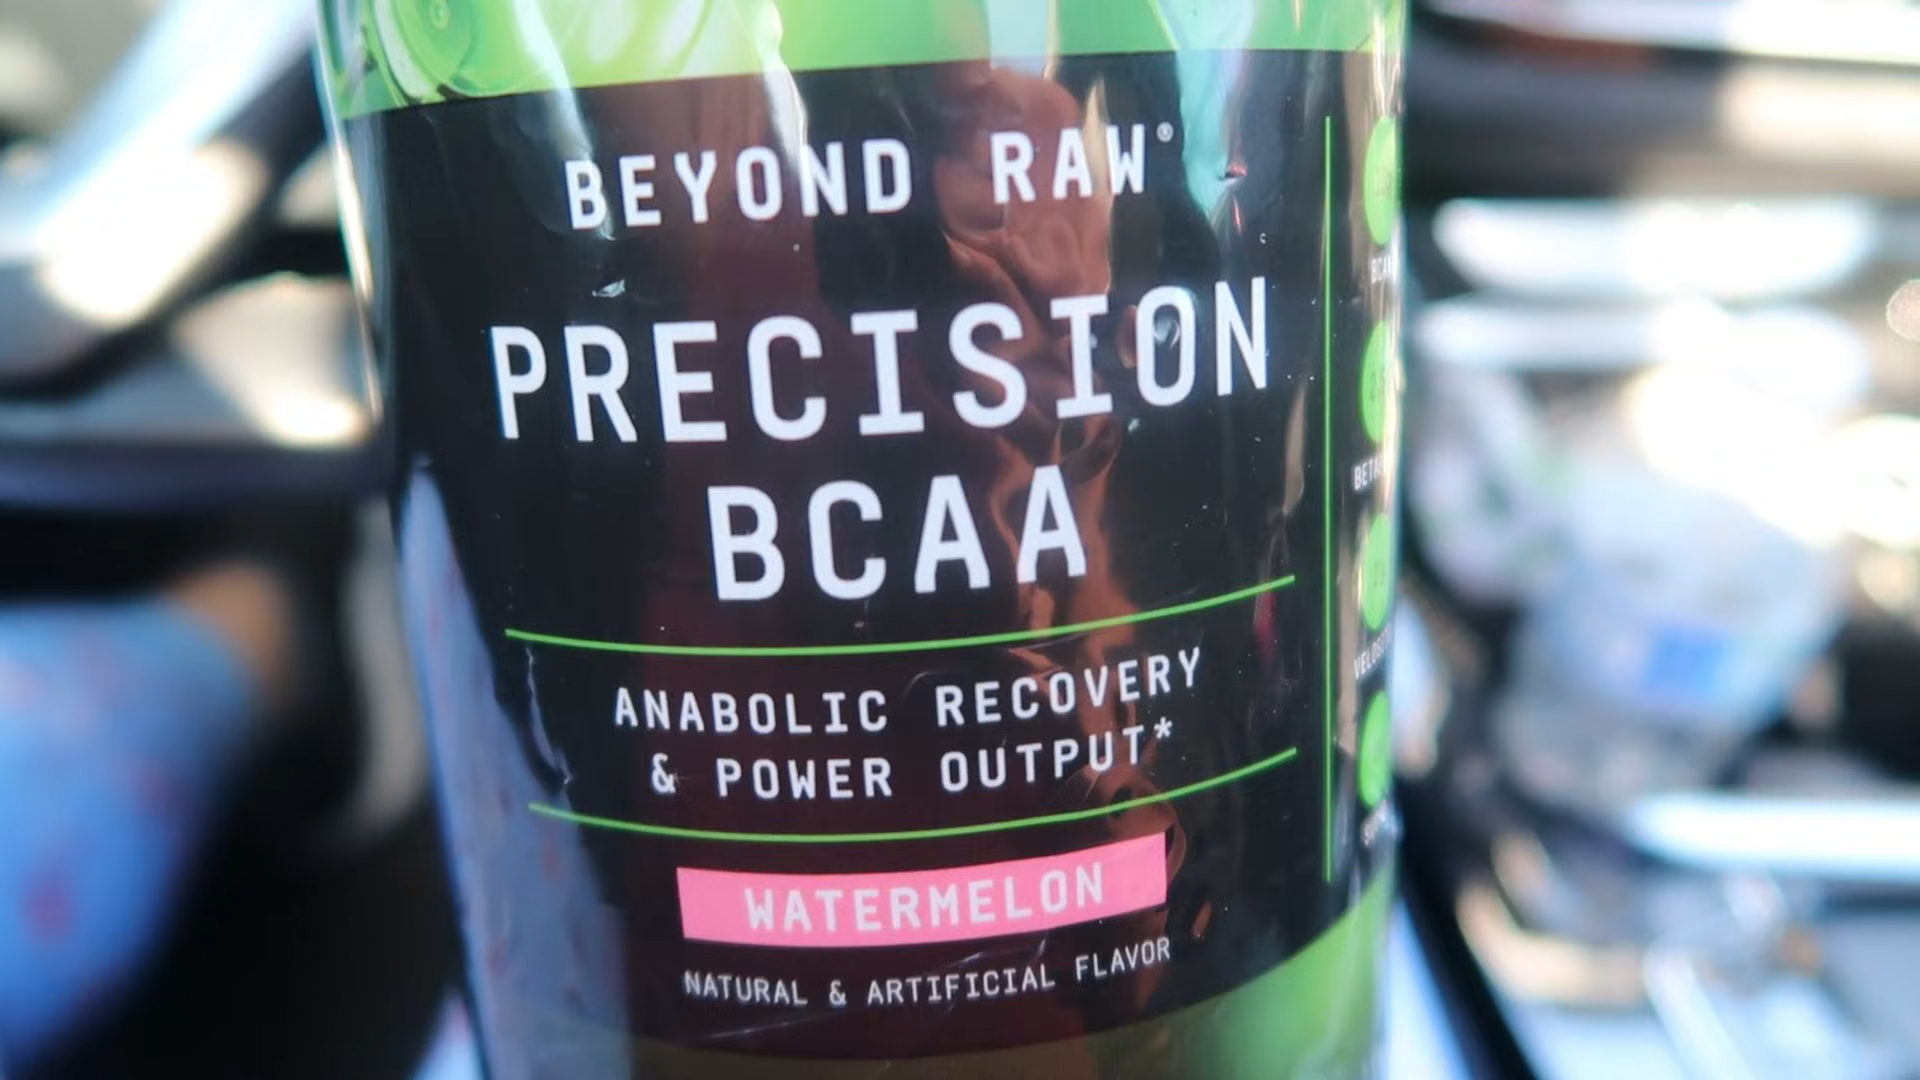 BEYOND RAW®
PRECISION
BCAA
ANABOLIC RECOVERY
& POWER OUTPUT*
WATERMELON
NATURAL & ARTIFICIAL FLAVOR